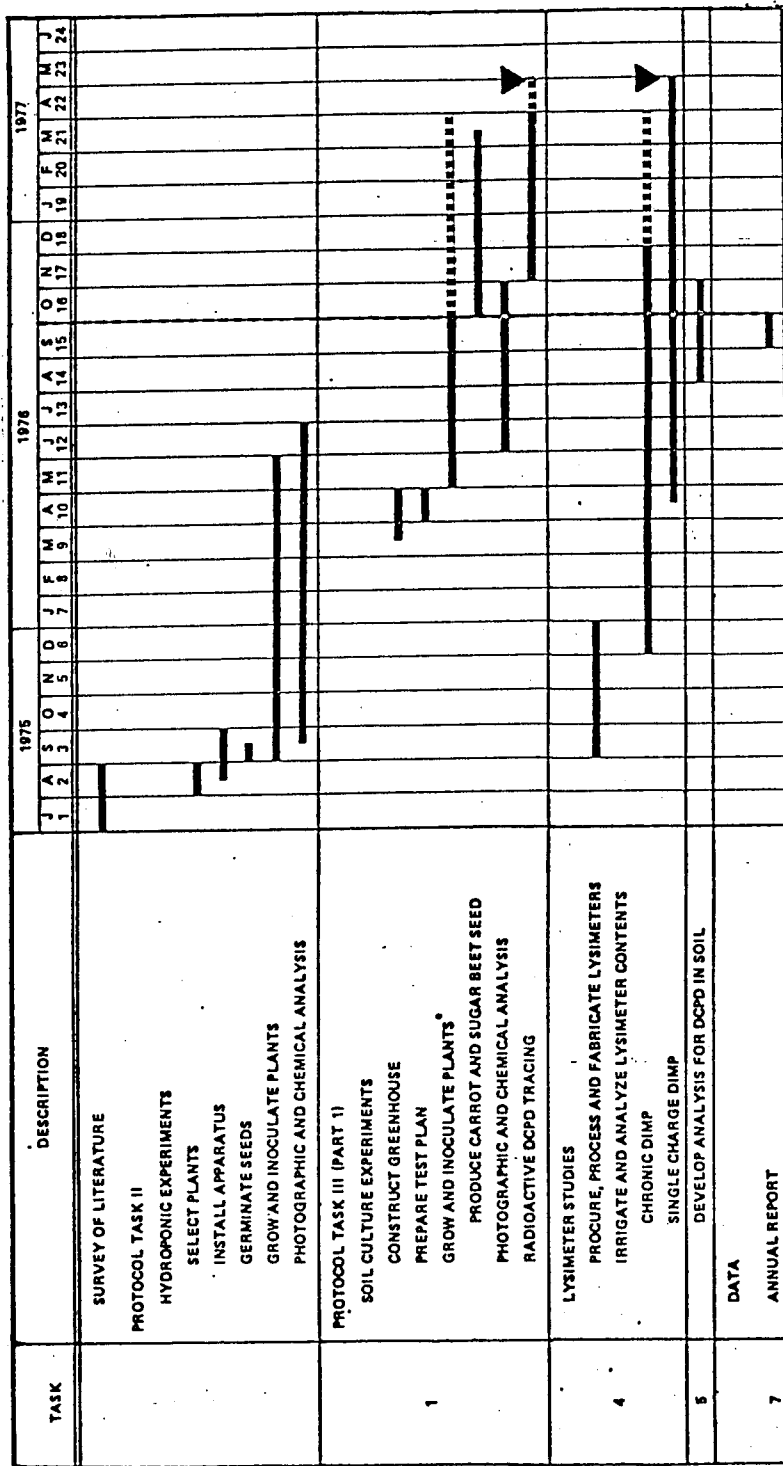 TASK
DESCRIPTION
1975 1976 1977
J A S O N D J F M A M J J A S O N D J F M A M J
1 2 3 4 5 6 7 8 9 10 11 12 13 14 15 16 17 18 19 20 21 22 23 24
SURVEY OF LITERATURE
PROTOCOL TASK II
HYDROPONIC EXPERIMENTS
SELECT PLANTS
INSTALL APPARATUS
GERMINATE SEEDS
GROW AND INOCULATE PLANTS
PHOTOGRAPHIC AND CHEMICAL ANALYSIS
1
PROTOCOL TASK III (PART 1)
SOIL CULTURE EXPERIMENTS
CONSTRUCT GREENHOUSE
PREPARE TEST PLAN
GROW AND INOCULATE PLANTS*
PRODUCE CARROT AND SUGAR BEET SEED
PHOTOGRAPHIC AND CHEMICAL ANALYSIS
RADIOACTIVE DCPD TRACING
4
LYSIMETER STUDIES
PROCURE, PROCESS AND FABRICATE LYSIMETERS
IRRIGATE AND ANALYZE LYSIMETER CONTENTS
CHRONIC DIMP
SINGLE CHARGE DIMP
5 DEVELOP ANALYSIS FOR DCPD IN SOIL
DATA
7 ANNUAL REPORT